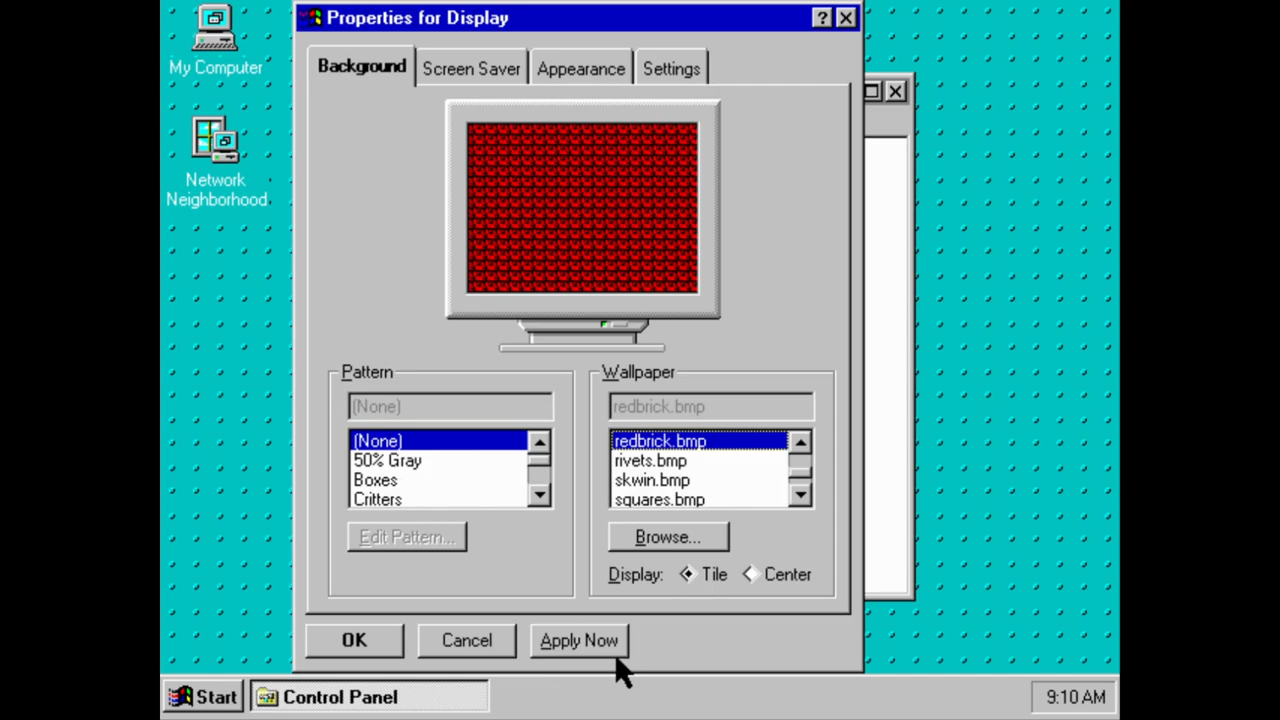 Properties for Display
My Computer
Network
Neighborhood
Background
Screen Saver
Appearance
Settings
Pattern
(None)
(None)
50% Gray
Boxes
Critters
Edit Pattern...
Wallpaper
redbrick.bmp
redbrick.bmp
rivets.bmp
skwin.bmp
squares.bmp
Browse...
Display: Tile Center
OK
Cancel
Apply Now
Start
Control Panel
9:10 AM